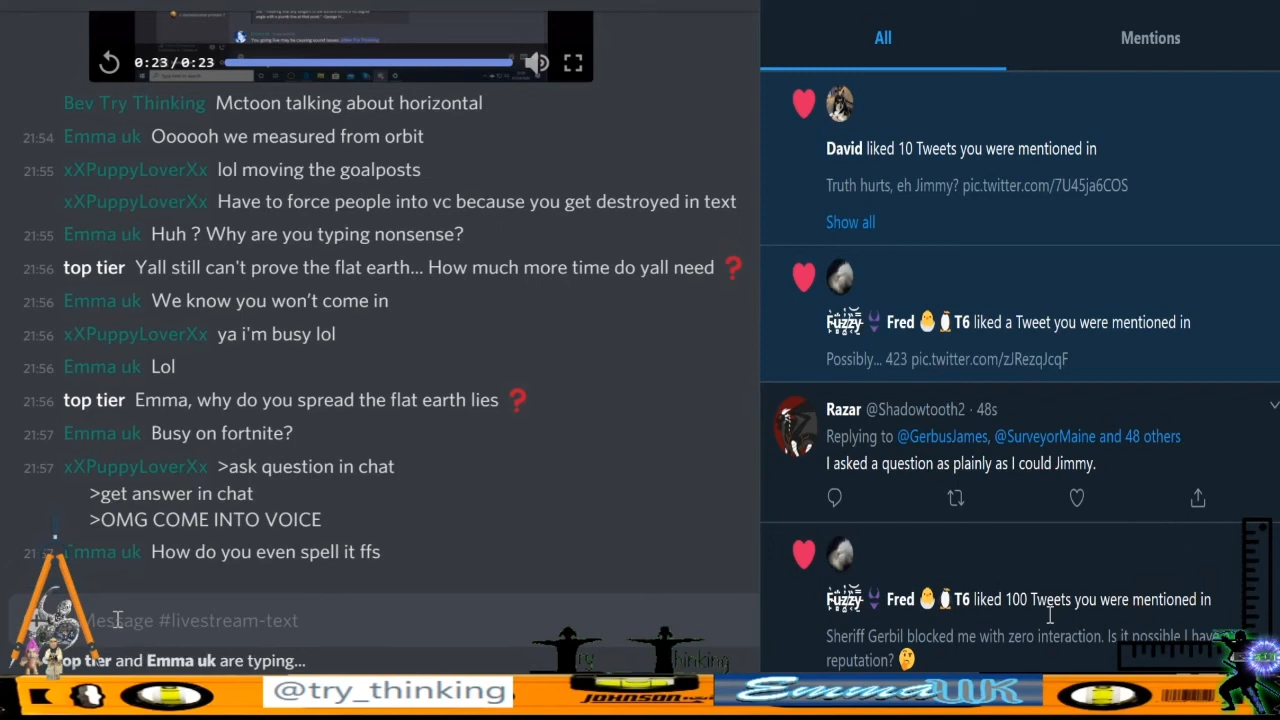 0:23 / 0:23
Bev Try Thinking Mctoon talking about horizontal
21:54 Emma uk Oooooh we measured from orbit
21:55 xXPuppyLoverXx lol moving the goalposts
xXPuppyLoverXx Have to force people into vc because you get destroyed in text
21:55 Emma uk Huh ? Why are you typing nonsense?
21:56 top tier Yall still can't prove the flat earth... How much more time do yall need ❓
21:56 Emma uk We know you won’t come in
21:56 xXPuppyLoverXx ya i'm busy lol
21:56 Emma uk Lol
21:56 top tier Emma, why do you spread the flat earth lies ❓
21:57 Emma uk Busy on fortnite?
21:57 xXPuppyLoverXx >ask question in chat
>get answer in chat
>OMG COME INTO VOICE
21:57 Emma uk How do you even spell it ffs
Message #livestream-text
top tier and Emma uk are typing...
All
Mentions
David liked 10 Tweets you were mentioned in
Truth hurts, eh Jimmy? pic.twitter.com/7U45ja6COS
Show all
Fuzzy Fred 🐣🐧T6 liked a Tweet you were mentioned in
Possibly... 423 pic.twitter.com/zJRezqJcqF
Razar @Shadowtooth2 · 48s
Replying to @GerbusJames, @SurveyorMaine and 48 others
I asked a question as plainly as I could Jimmy.
Fuzzy Fred 🐣🐧T6 liked 100 Tweets you were mentioned in
Sheriff Gerbil blocked me with zero interaction. Is it possible I have
reputation? 🤔
Try Thinking
@try_thinking
JOHNSON
EmmaUK